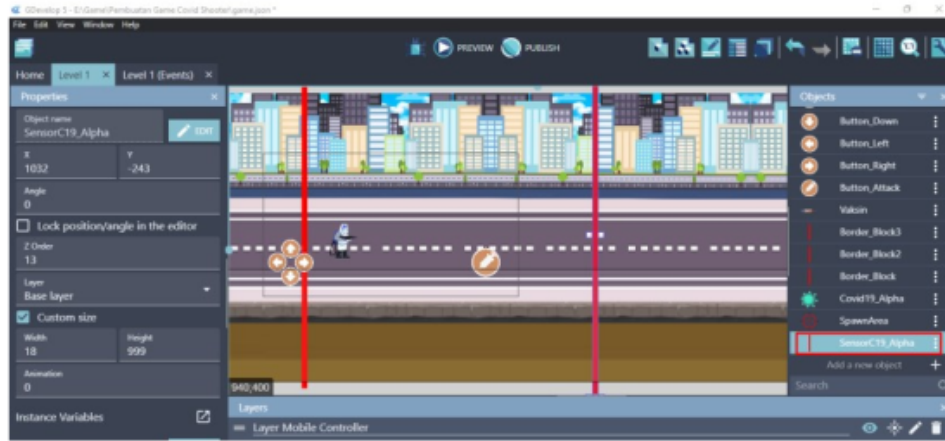 GDevelop 5 - E:\Game\Pembuatan Game Covid Shooter\game.json *
File Edit View Window Help
PREVIEW PUBLISH
Home Level 1 × Level 1 (Events) ×
Properties ×
Object name
SensorC19_Alpha
EDIT
X Y
1032 -243
Angle
0
Lock position/angle in the editor
Z Order
13
Layer
Base layer
Custom size
Width Height
18 999
Animation
0
Instance Variables
940;400
Layers
Layer Mobile Controller
Objects
Button_Down
Button_Left
Button_Right
Button_Attack
Vaksin
Border_Block3
Border_Block2
Border_Block
Covid19_Alpha
SpawnArea
SensorC19_Alpha
Add a new object +
Search